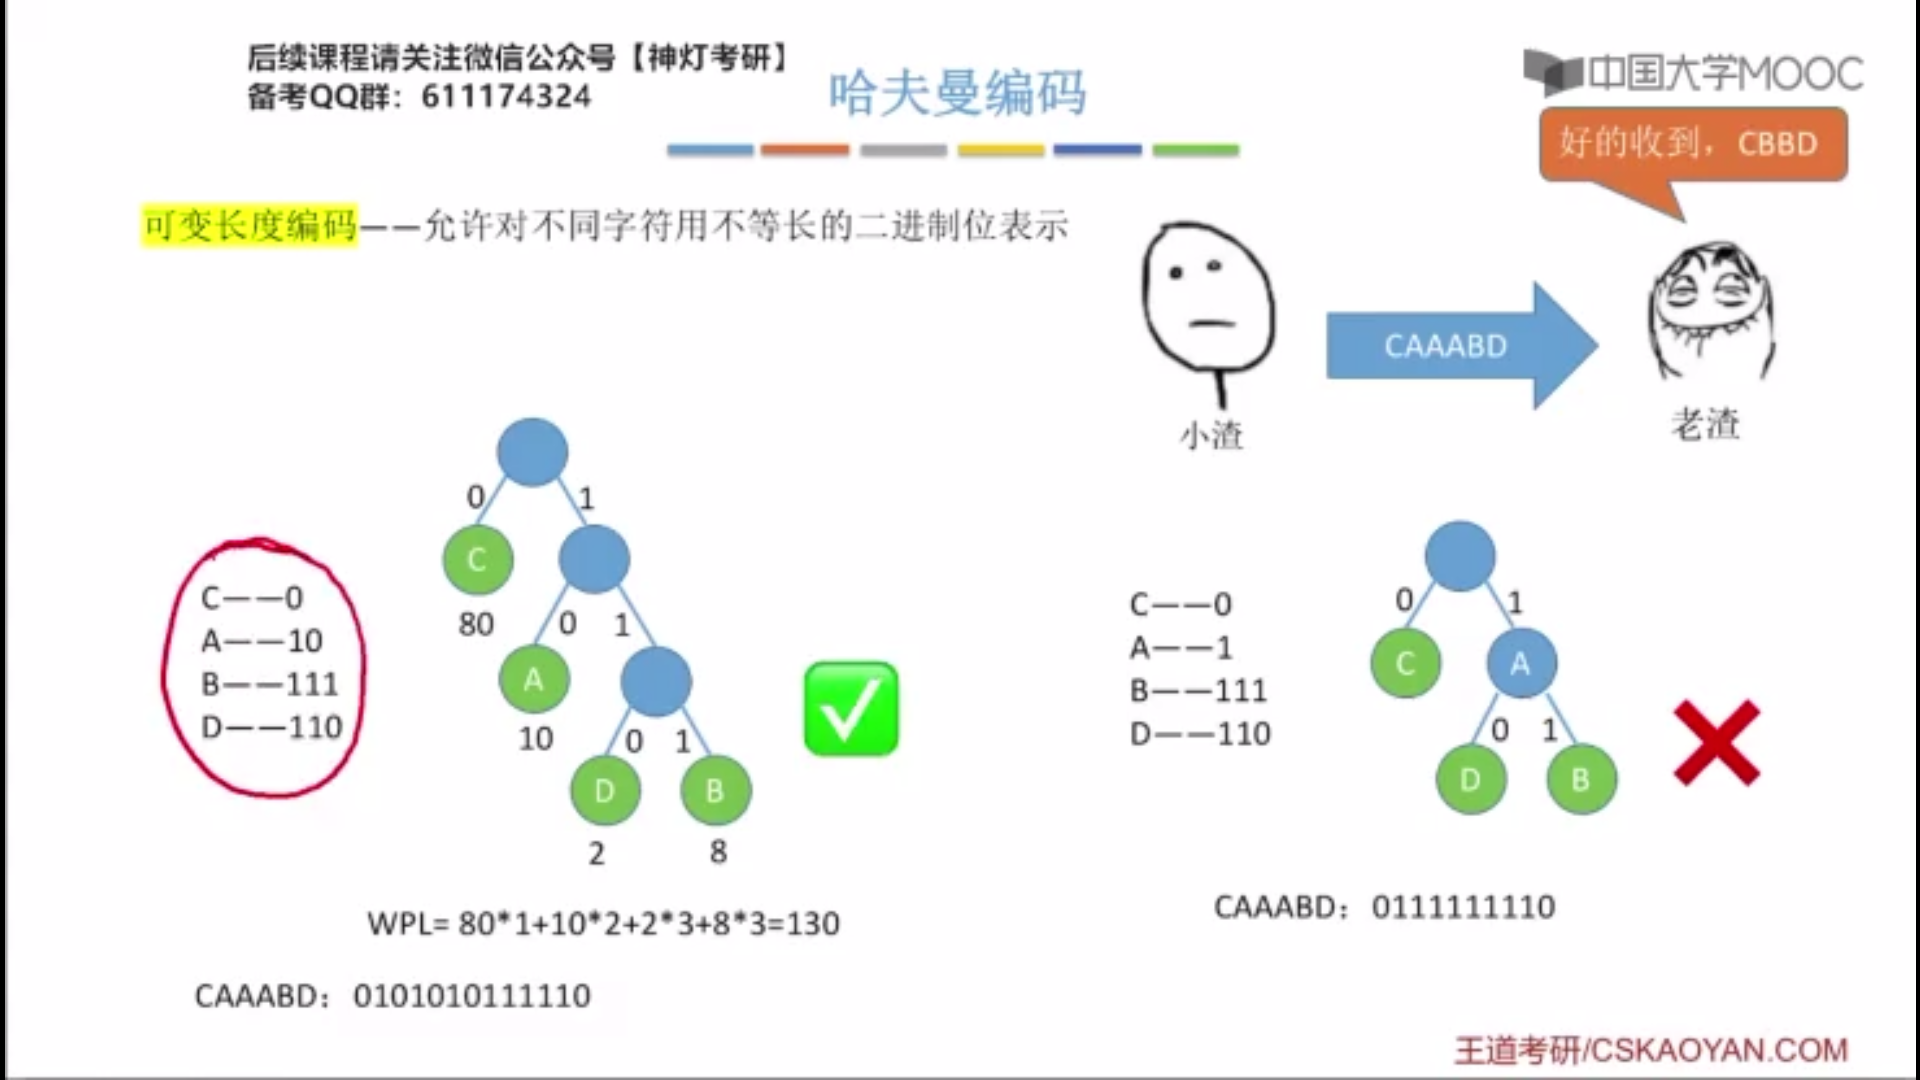 后续课程请关注微信公众号【神灯考研】
备考QQ群：611174324
哈夫曼编码
中国大学MOOC
好的收到，CBBD
可变长度编码——允许对不同字符用不等长的二进制位表示
CAAABD
小渣
老渣
C——0
A——10
B——111
D——110
0 1
C
80
0 1
A
10
0 1
D B
2 8
WPL= 80*1+10*2+2*3+8*3=130
CAAABD：0101010111110
C——0
A——1
B——111
D——110
0 1
C A
0 1
D B
CAAABD：0111111110
王道考研/CSKAOYAN.COM